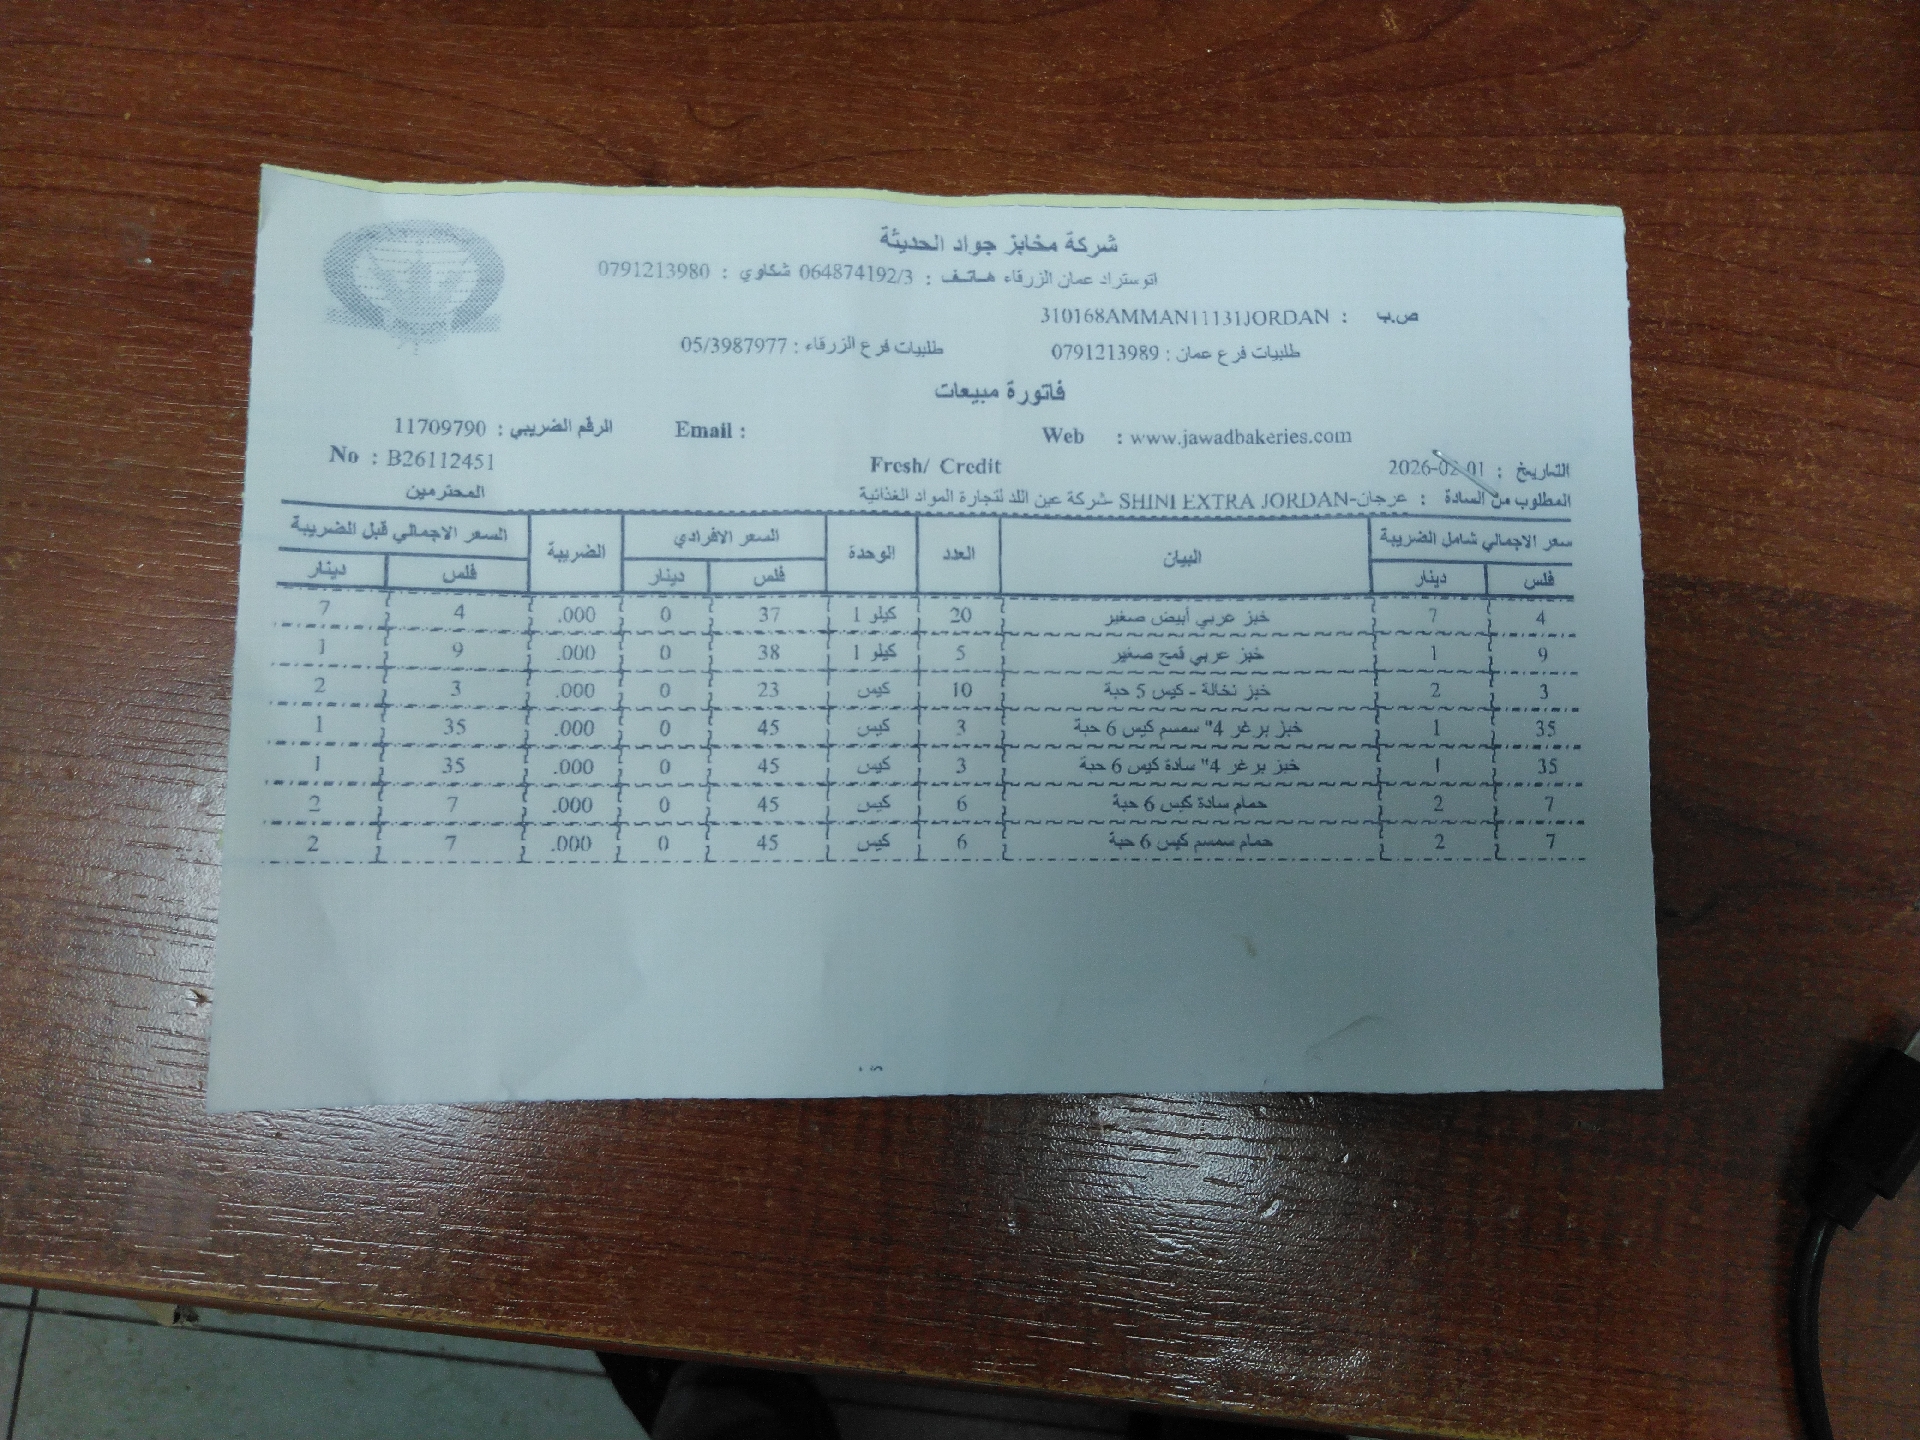 شركة مخابز جواد الحديثة
اتوستراد عمان الزرقاء هاتف : 064874192/3 شكاوي : 0791213980
ص.ب : 310168AMMAN11131JORDAN
طلبيات فرع عمان : 0791213989 طلبيات فرع الزرقاء : 05/3987977
فاتورة مبيعات
Web : www.jawadbakeries.com Email : الرقم الضريبي : 11709790
التاريخ : 2026-02-01 Fresh/ Credit No : B26112451
المطلوب من السادة : عرجان-SHINI EXTRA JORDAN -شركة عين اللد لتجارة المواد الغذائية المحترمين
سعر الاجمالي شامل الضريبة البيان العدد الوحدة السعر الافرادي الضريبة السعر الاجمالي قبل الضريبة
فلس دينار فلس دينار فلس دينار
4 7 خبز عربي أبيض صغير 20 كيلو 1 37 0 .000 4 7
9 1 خبز عربي قمح صغير 5 كيلو 1 38 0 .000 9 1
3 2 خبز نخالة - كيس 5 حبة 10 كيس 23 0 .000 3 2
35 1 خبز برغر 4" سمسم كيس 6 حبة 3 كيس 45 0 .000 35 1
35 1 خبز برغر 4" سادة كيس 6 حبة 3 كيس 45 0 .000 35 1
7 2 حمام سادة كيس 6 حبة 6 كيس 45 0 .000 7 2
7 2 حمام سمسم كيس 6 حبة 6 كيس 45 0 .000 7 2